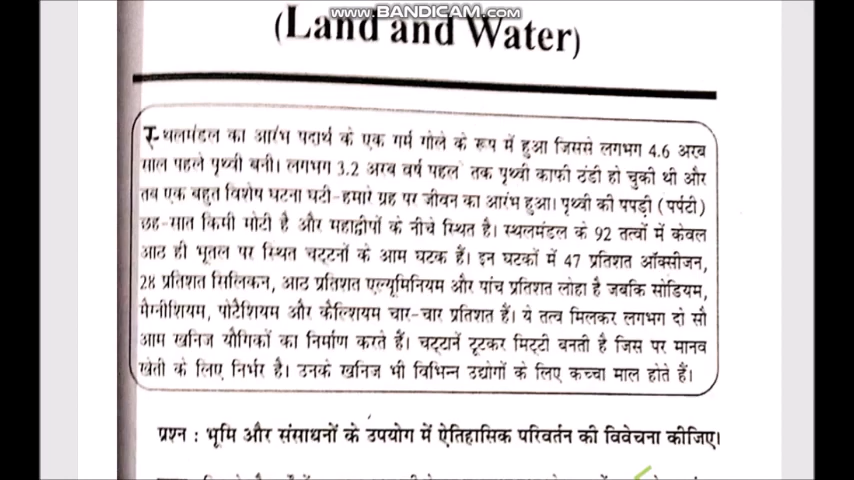 www.BANDICAM.com
(Land and Water)
स्थलमंडल का आरंभ पदार्थ के एक गर्म गोले के रूप में हुआ जिससे लगभग 4.6 अरब
साल पहले पृथ्वी बनी। लगभग 3.2 अरब वर्ष पहले तक पृथ्वी काफी ठंडी हो चुकी थी और
तब एक बहुत विशेष घटना घटी-हमारे ग्रह पर जीवन का आरंभ हुआ। पृथ्वी की पपड़ी (पर्पटी)
छह-सात किमी मोटी है और महाद्वीपों के नीचे स्थित है। स्थलमंडल के 92 तत्वों में केवल
आठ ही भूतल पर स्थित चट्टनों के आम घटक हैं। इन घटकों में 47 प्रतिशत ऑक्सीजन,
28 प्रतिशत सिलिकन, आठ प्रतिशत एल्यूमिनियम और पांच प्रतिशत लोहा है जबकि सोडियम,
मैग्नीशियम, पोटैशियम और कैल्शियम चार-चार प्रतिशत हैं। ये तत्व मिलकर लगभग दो सौ
आम खनिज यौगिकों का निर्माण करते हैं। चट्टानें टूटकर मिट्टी बनती है जिस पर मानव
खेती के लिए निर्भर है। उनके खनिज भी विभिन्न उद्योगों के लिए कच्चा माल होते हैं।
प्रश्न : भूमि और संसाधनों के उपयोग में ऐतिहासिक परिवर्तन की विवेचना कीजिए।